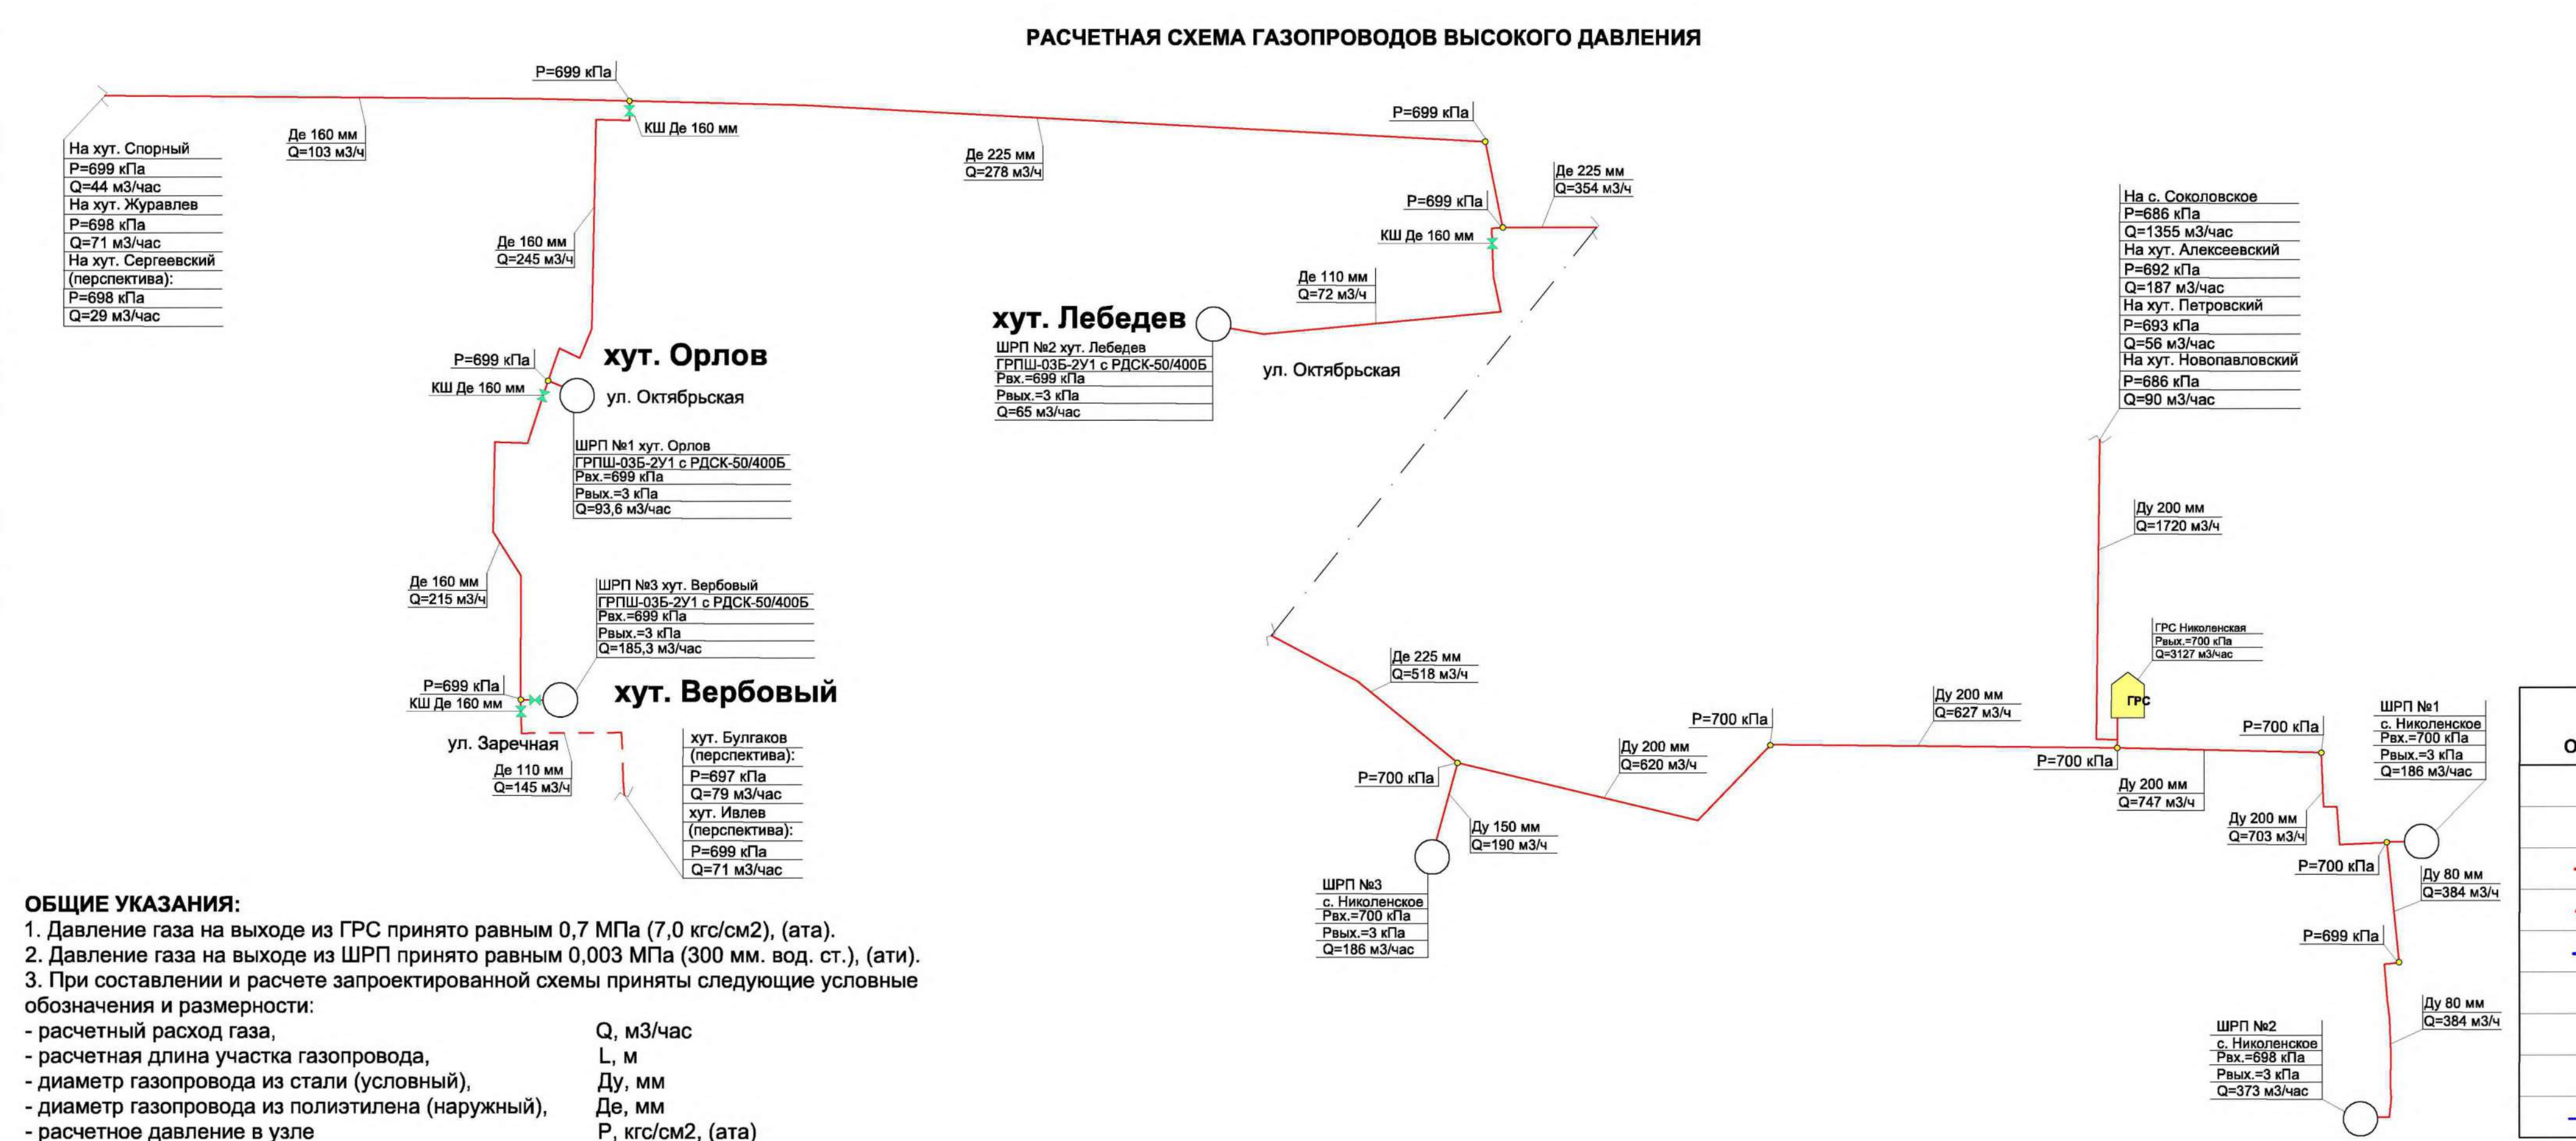 РАСЧЕТНАЯ СХЕМА ГАЗОПРОВОДОВ ВЫСОКОГО ДАВЛЕНИЯ
P=699 кПа
КШ Де 160 мм
Де 160 мм
Q=103 м3/ч
На хут. Спорный
P=699 кПа
Q=44 м3/час
На хут. Журавлев
P=698 кПа
Q=71 м3/час
На хут. Сергеевский
(перспектива):
P=698 кПа
Q=29 м3/час
Де 225 мм
Q=278 м3/ч
P=699 кПа
Де 225 мм
Q=354 м3/ч
P=699 кПа
КШ Де 160 мм
Де 160 мм
Q=245 м3/ч
Де 110 мм
Q=72 м3/ч
хут. Лебедев
ШРП №2 хут. Лебедев
ГРПШ-03Б-2У1 с РДСК-50/400Б
Рвх.=699 кПа
Рвых.=3 кПа
Q=65 м3/час
ул. Октябрьская
На с. Соколовское
P=686 кПа
Q=1355 м3/час
На хут. Алексеевский
P=692 кПа
Q=187 м3/час
На хут. Петровский
P=693 кПа
Q=56 м3/час
На хут. Новопавловский
P=686 кПа
Q=90 м3/час
P=699 кПа
хут. Орлов
КШ Де 160 мм
ул. Октябрьская
ШРП №1 хут. Орлов
ГРПШ-03Б-2У1 с РДСК-50/400Б
Рвх.=699 кПа
Рвых.=3 кПа
Q=93,6 м3/час
Ду 200 мм
Q=1720 м3/ч
Де 160 мм
Q=215 м3/ч
ШРП №3 хут. Вербовый
ГРПШ-03Б-2У1 с РДСК-50/400Б
Рвх.=699 кПа
Рвых.=3 кПа
Q=185,3 м3/час
P=699 кПа
КШ Де 160 мм
хут. Вербовый
ул. Заречная
Де 110 мм
Q=145 м3/ч
хут. Булгаков
(перспектива):
P=697 кПа
Q=79 м3/час
хут. Ивлев
(перспектива):
P=699 кПа
Q=71 м3/час
Де 225 мм
Q=518 м3/ч
P=700 кПа
Ду 150 мм
Q=190 м3/ч
ШРП №3
с. Николенское
Рвх.=700 кПа
Рвых.=3 кПа
Q=186 м3/час
Ду 200 мм
Q=620 м3/ч
P=700 кПа
Ду 200 мм
Q=627 м3/ч
ГРС Николенская
Рвых.=700 кПа
Q=3127 м3/час
ГРС
P=700 кПа
Ду 200 мм
Q=747 м3/ч
P=700 кПа
Ду 200 мм
Q=703 м3/ч
ШРП №1
с. Николенское
Рвх.=700 кПа
Рвых.=3 кПа
Q=186 м3/час
P=700 кПа
Ду 80 мм
Q=384 м3/ч
P=699 кПа
Ду 80 мм
Q=384 м3/ч
ШРП №2
с. Николенское
Рвх.=698 кПа
Рвых.=3 кПа
Q=373 м3/час
ОБЩИЕ УКАЗАНИЯ:
1. Давление газа на выходе из ГРС принято равным 0,7 МПа (7,0 кгс/см2), (ата).
2. Давление газа на выходе из ШРП принято равным 0,003 МПа (300 мм. вод. ст.), (ати).
3. При составлении и расчете запроектированной схемы приняты следующие условные
обозначения и размерности:
- расчетный расход газа, Q, м3/час
- расчетная длина участка газопровода, L, м
- диаметр газопровода из стали (условный), Ду, мм
- диаметр газопровода из полиэтилена (наружный), Де, мм
- расчетное давление в узле P, кгс/см2, (ата)